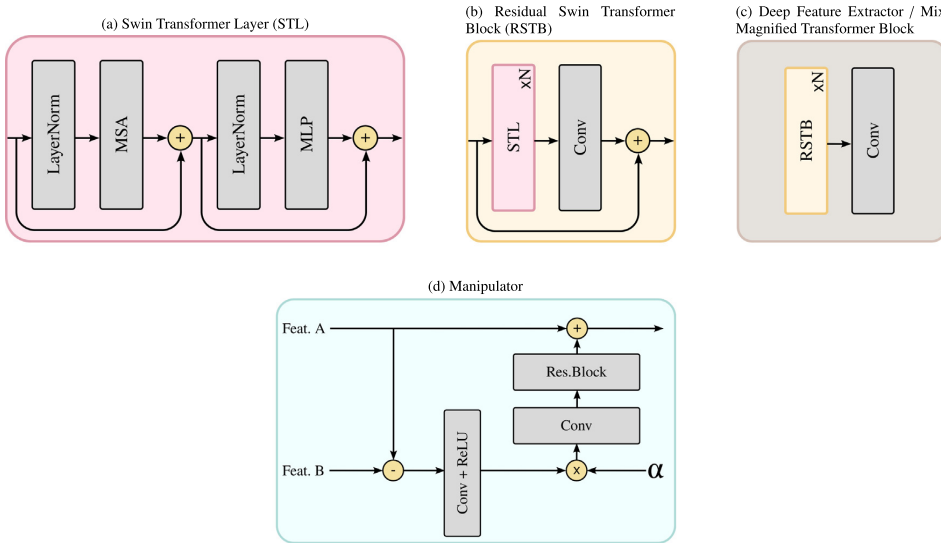 (a) Swin Transformer Layer (STL)
LayerNorm
MSA
+
LayerNorm
MLP
+
(b) Residual Swin Transformer
Block (RSTB)
STL
xN
Conv
+
(c) Deep Feature Extractor / Mix
Magnified Transformer Block
RSTB
xN
Conv
(d) Manipulator
Feat. A
+
Res.Block
Conv
Feat. B
-
Conv + ReLU
x
α